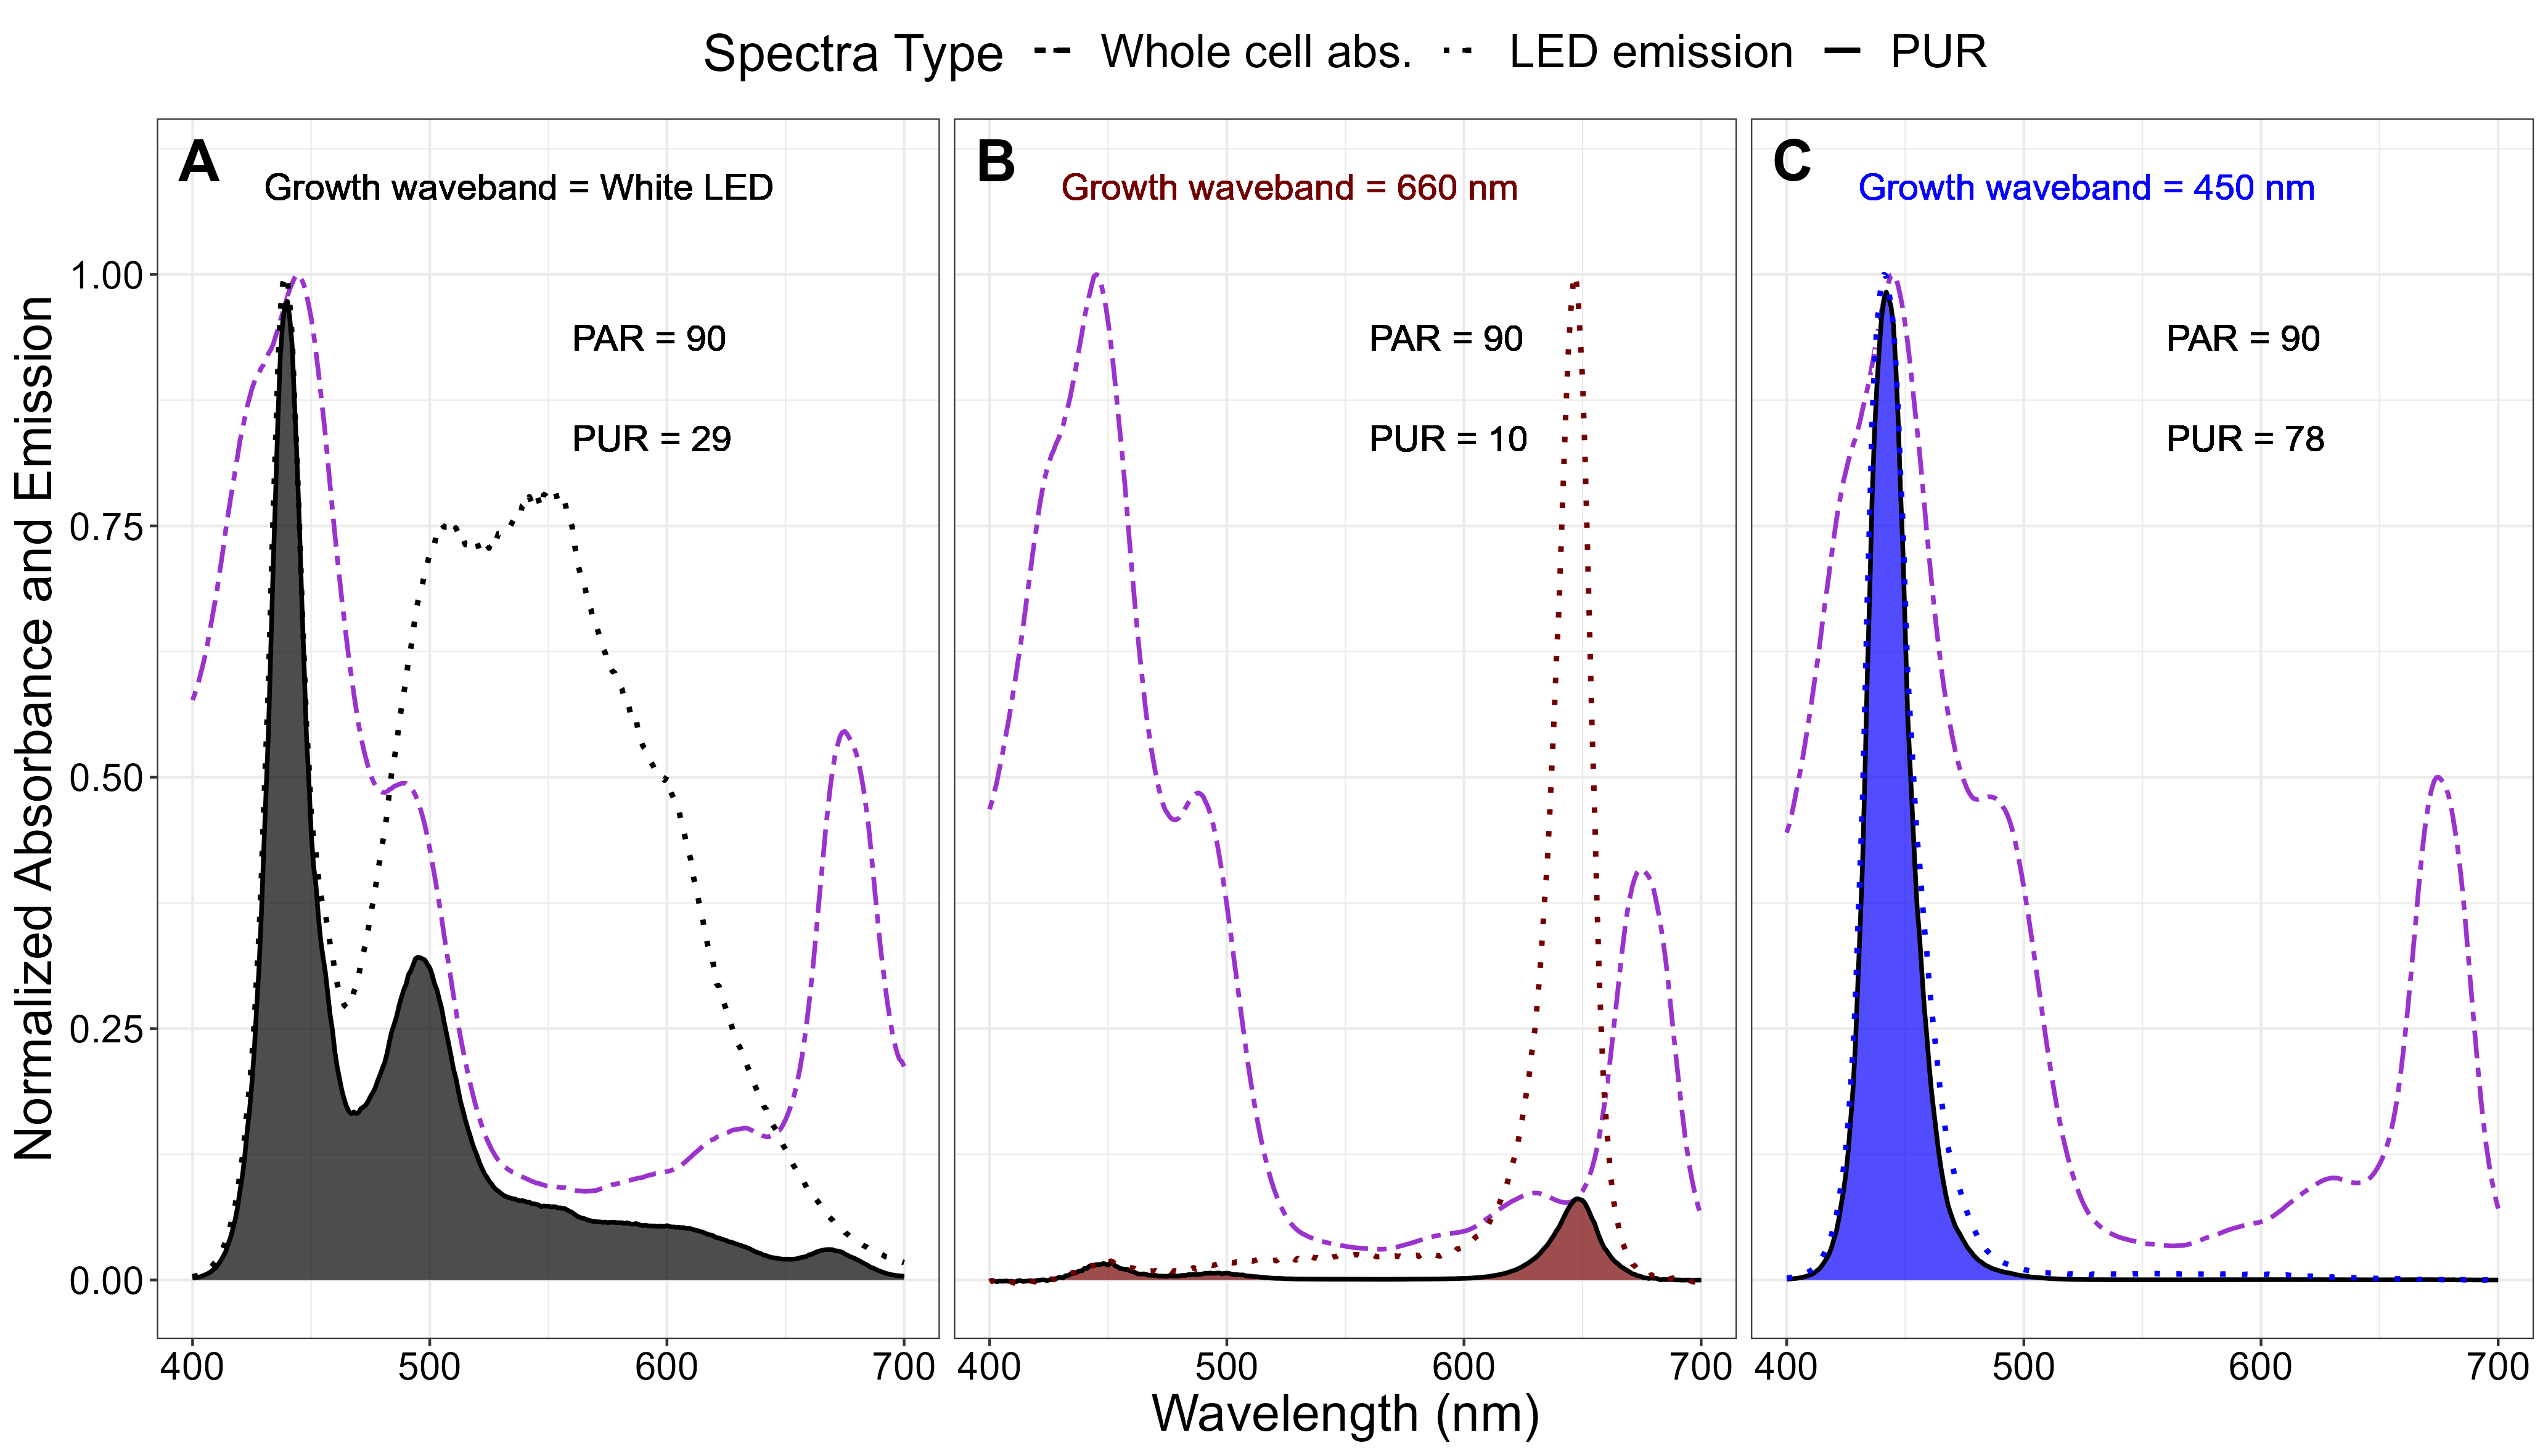 Spectra Type Whole cell abs. LED emission PUR
Normalized Absorbance and Emission
A
Growth waveband = White LED
PAR = 90
PUR = 29
B
Growth waveband = 660 nm
PAR = 90
PUR = 10
C
Growth waveband = 450 nm
PAR = 90
PUR = 78
1.00
0.75
0.50
0.25
0.00
400 500 600 700
400 500 600 700
400 500 600 700
Wavelength (nm)